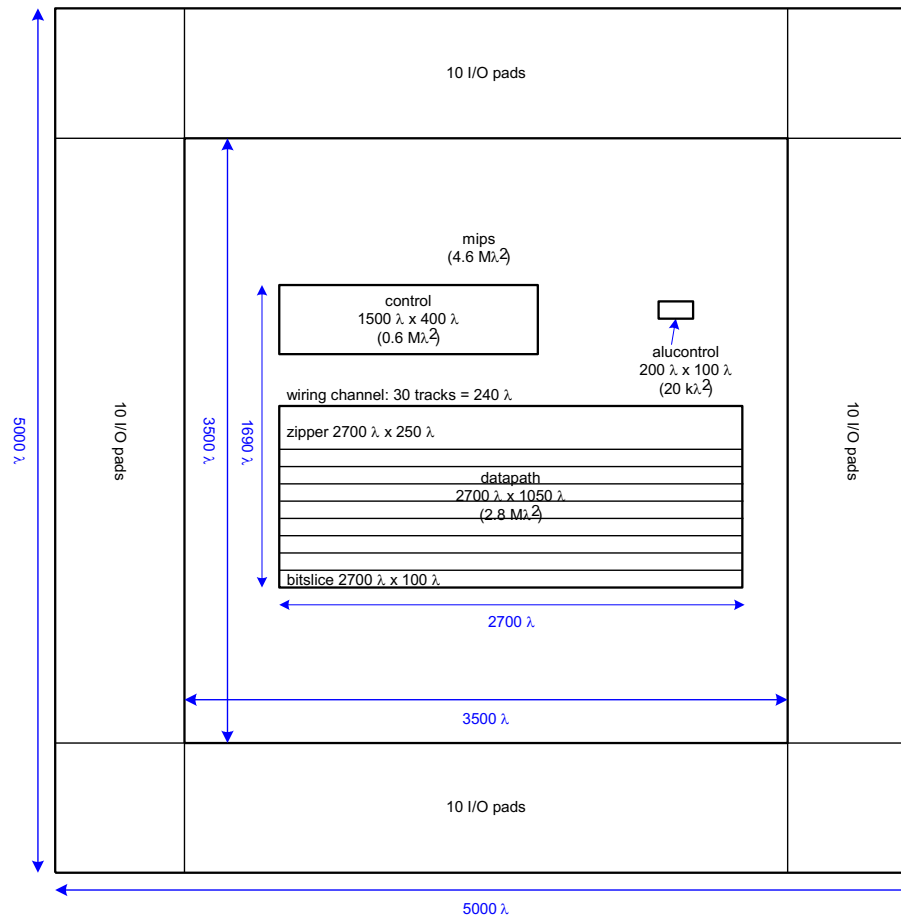 10 I/O pads
mips
(4.6 Mλ²)
control
1500 λ x 400 λ
(0.6 Mλ²)
alucontrol
200 λ x 100 λ
(20 kλ²)
wiring channel: 30 tracks = 240 λ
zipper 2700 λ x 250 λ
datapath
2700 λ x 1050 λ
(2.8 Mλ²)
bitslice 2700 λ x 100 λ
2700 λ
1690 λ
3500 λ
3500 λ
5000 λ
10 I/O pads
10 I/O pads
10 I/O pads
5000 λ